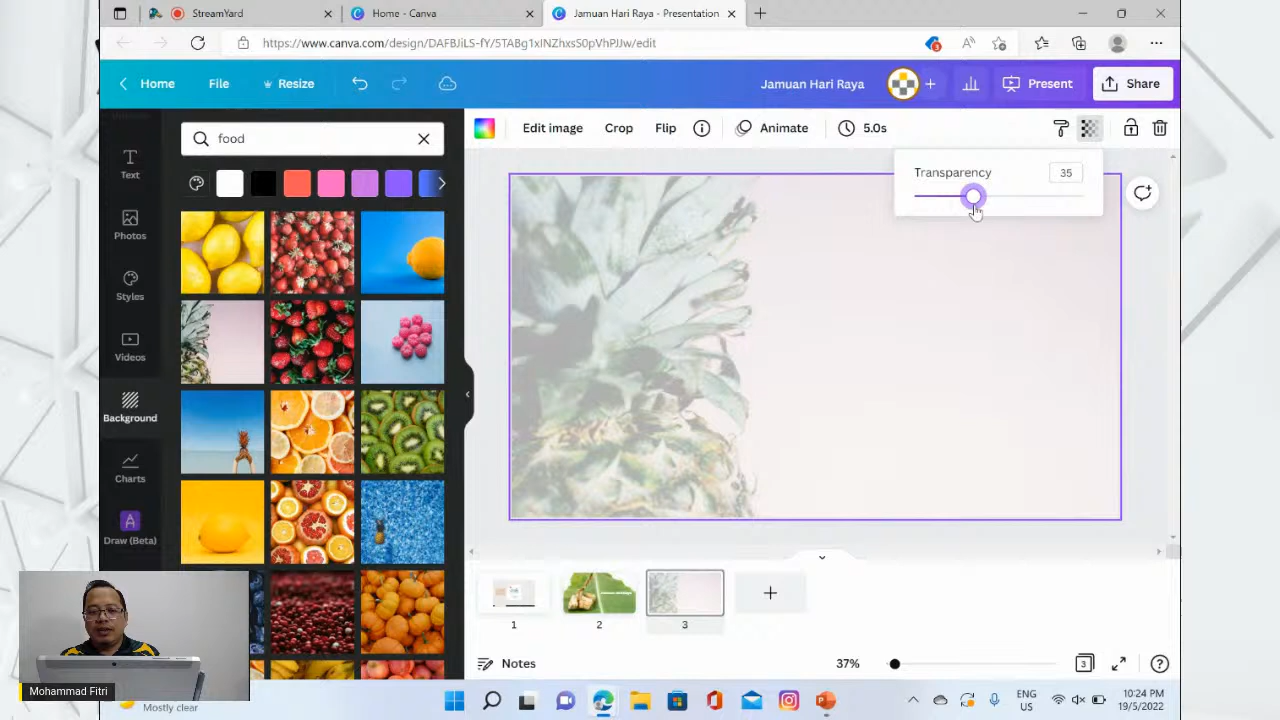 StreamYard
Home - Canva
Jamuan Hari Raya - Presentation
https://www.canva.com/design/DAFBJiLS-fY/5TABg1xINZhxsS0pVhPJJw/edit
Home
File
Resize
Jamuan Hari Raya
Present
Share
food
Edit image
Crop
Flip
Animate
5.0s
Transparency
35
Text
Photos
Styles
Videos
Background
Charts
Draw (Beta)
1
2
3
Notes
37%
3
Mohammad Fitri
Mostly clear
ENG
US
10:24 PM
19/5/2022